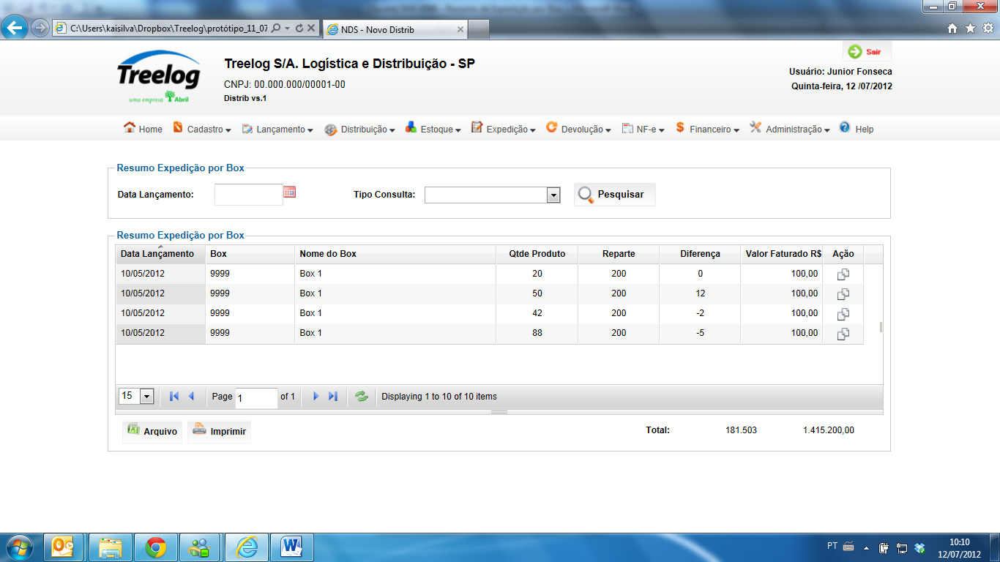 C:\Users\kaisilva\Dropbox\Treelog\protótipo_11_07
NDS - Novo Distrib
Treelog
uma empresa Abril
Treelog S/A. Logística e Distribuição - SP
CNPJ: 00.000.000/00001-00
Distrib vs.1
Sair
Usuário: Junior Fonseca
Quinta-feira, 12 /07/2012
Home Cadastro Lançamento Distribuição Estoque Expedição Devolução NF-e Financeiro Administração Help
Resumo Expedição por Box
Data Lançamento: Tipo Consulta: Pesquisar
Resumo Expedição por Box
Data Lançamento Box Nome do Box Qtde Produto Reparte Diferença Valor Faturado R$ Ação
10/05/2012 9999 Box 1 20 200 0 100,00
10/05/2012 9999 Box 1 50 200 12 100,00
10/05/2012 9999 Box 1 42 200 -2 100,00
10/05/2012 9999 Box 1 88 200 -5 100,00
15 Page 1 of 1 Displaying 1 to 10 of 10 items
Arquivo Imprimir Total: 181.503 1.415.200,00
PT 10:10
12/07/2012